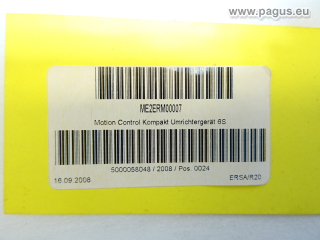 www.pagus.eu
ME2ERM00007
Motion Control Kompakt Umrichtergerät 6S
5000058048 / 2008 / Pos. 0024
16.09.2008
ERSA/R20